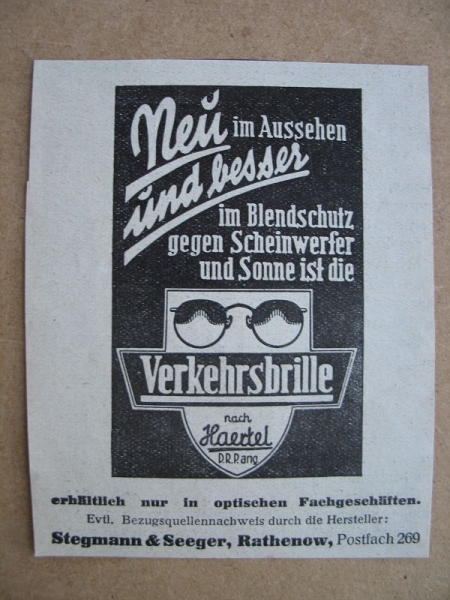 Neu im Aussehen
und besser
im Blendschutz
gegen Scheinwerfer
und Sonne ist die
Verkehrsbrille
nach
Haertel
D.R.P. ang.
erhältlich nur in optischen Fachgeschäften.
Evtl. Bezugsquellennachweis durch die Hersteller:
Stegmann & Seeger, Rathenow, Postfach 269